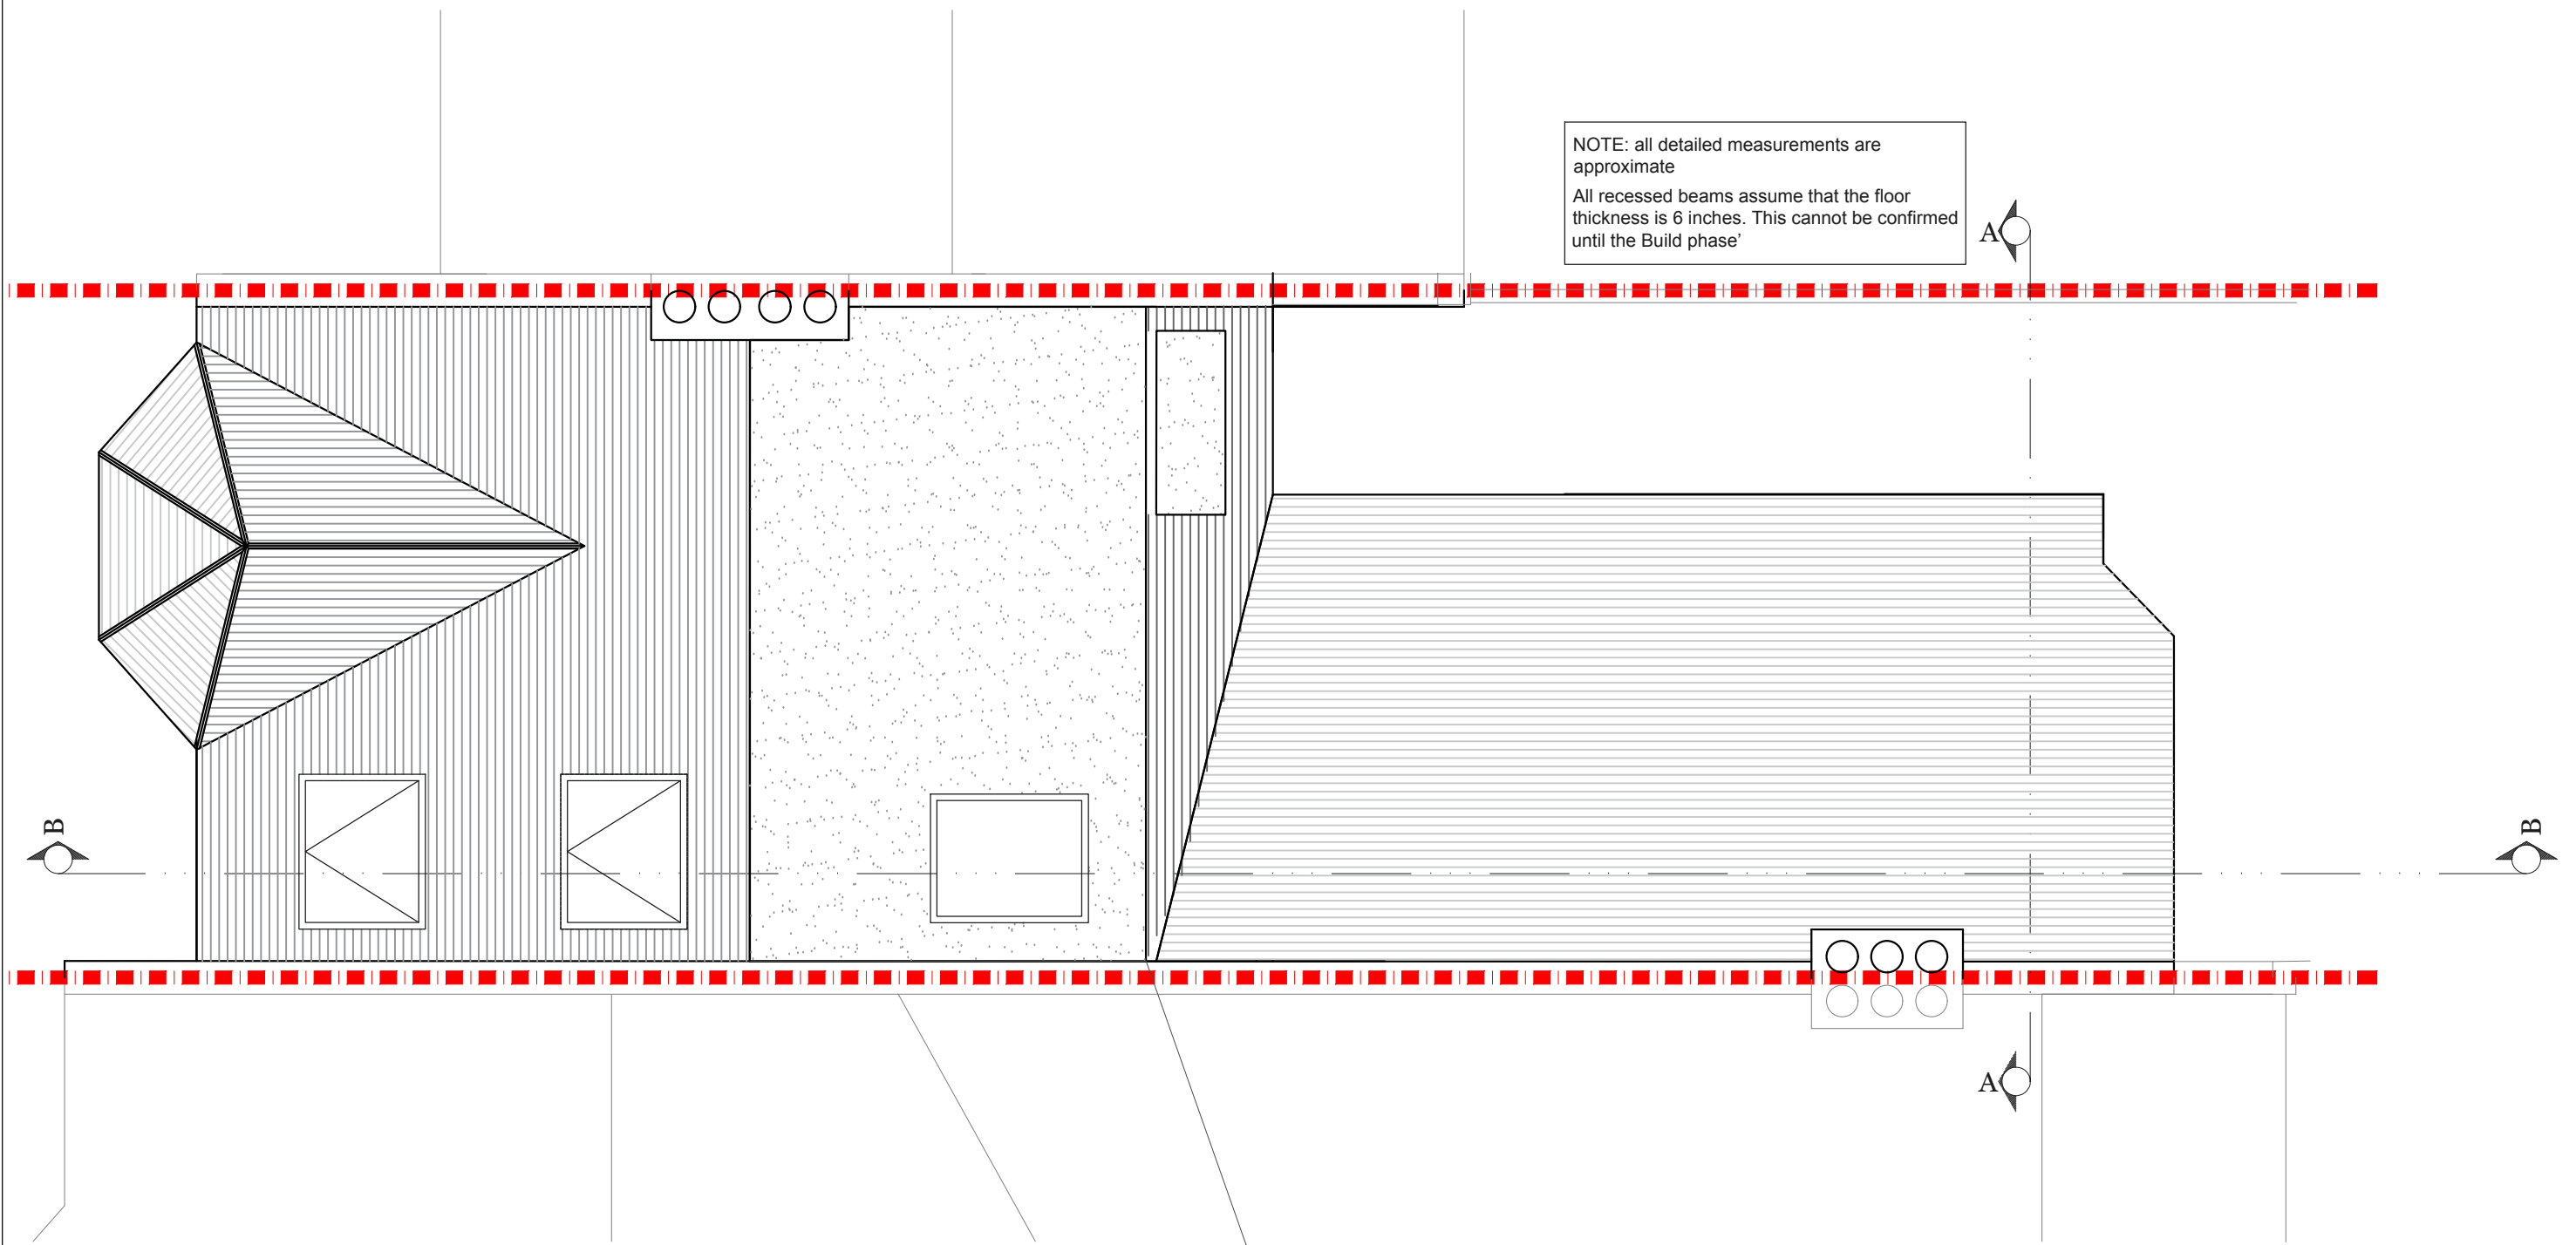 NOTE: all detailed measurements are
approximate
All recessed beams assume that the floor
thickness is 6 inches. This cannot be confirmed
until the Build phase’
A
B
B
A